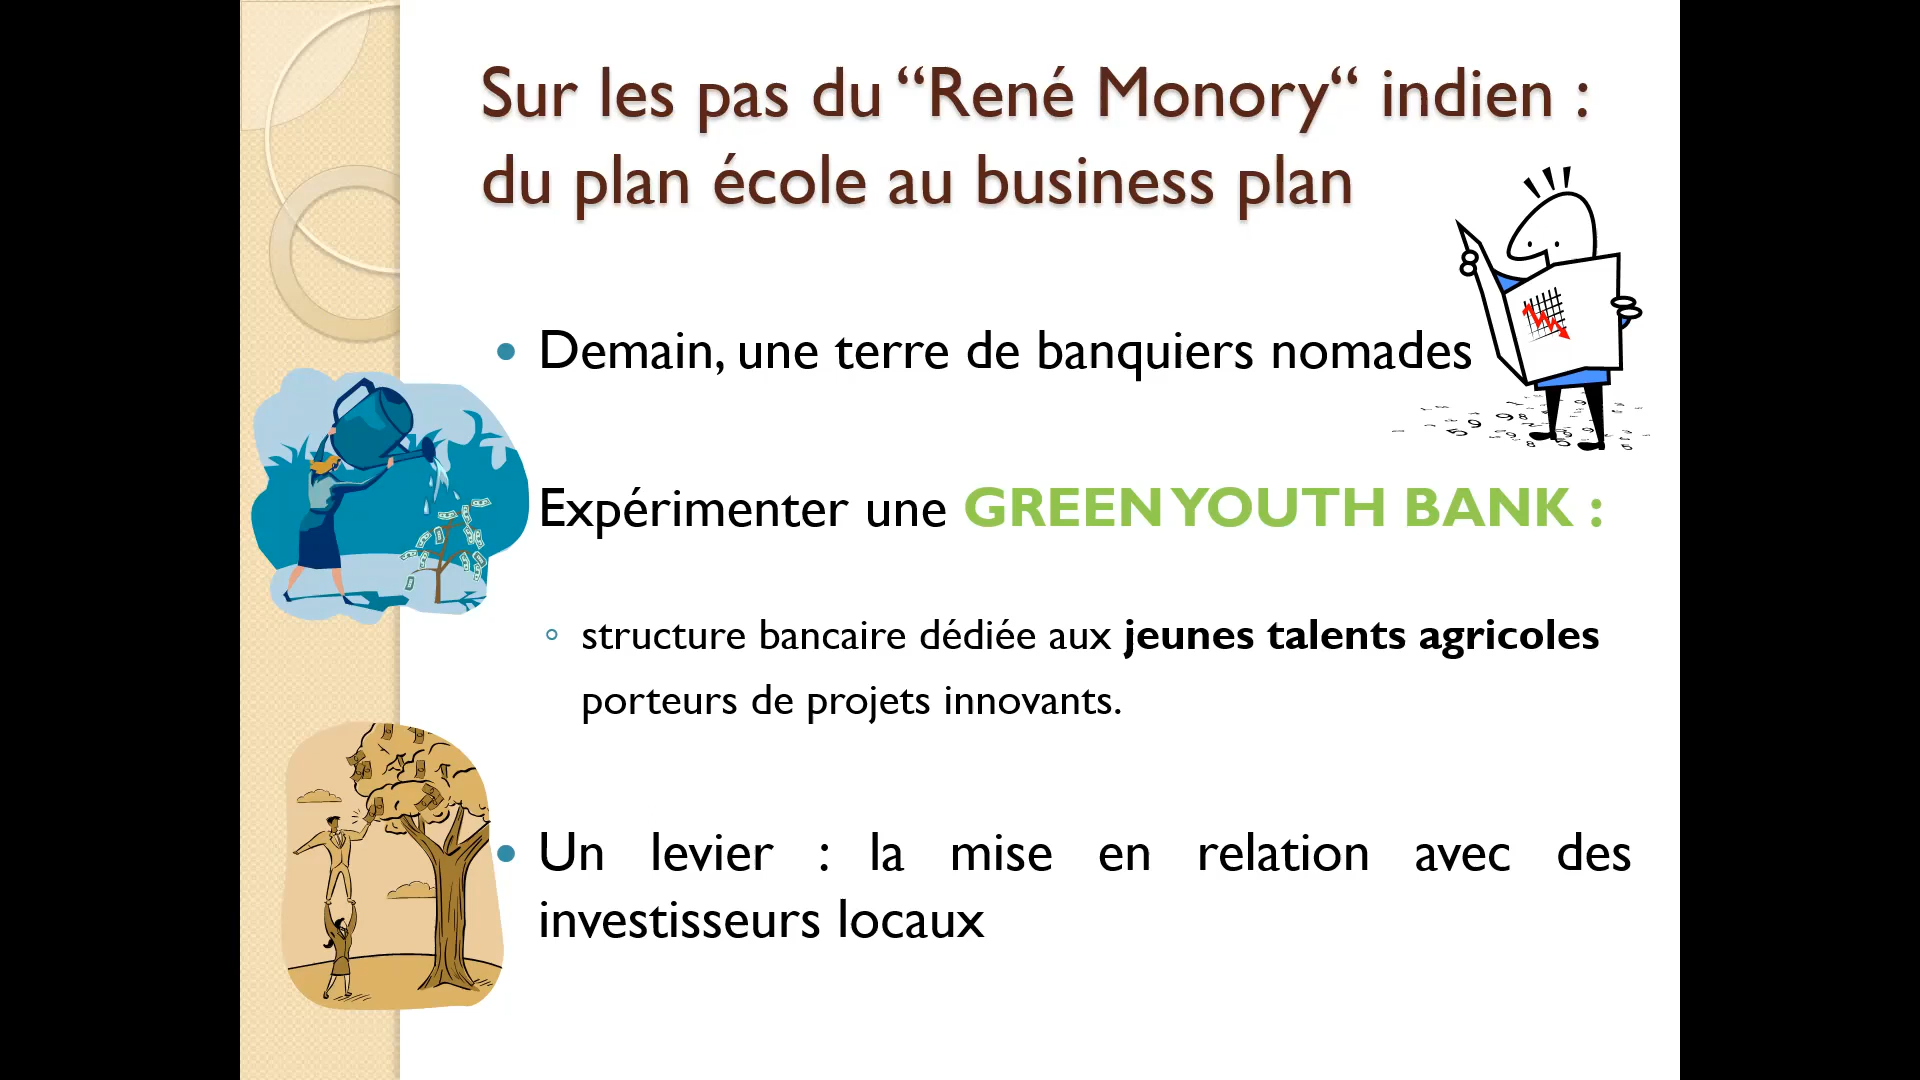 Sur les pas du “René Monory“ indien :
du plan école au business plan
Demain, une terre de banquiers nomades
Expérimenter une GREEN YOUTH BANK :
structure bancaire dédiée aux jeunes talents agricoles
porteurs de projets innovants.
Un levier : la mise en relation avec des
investisseurs locaux